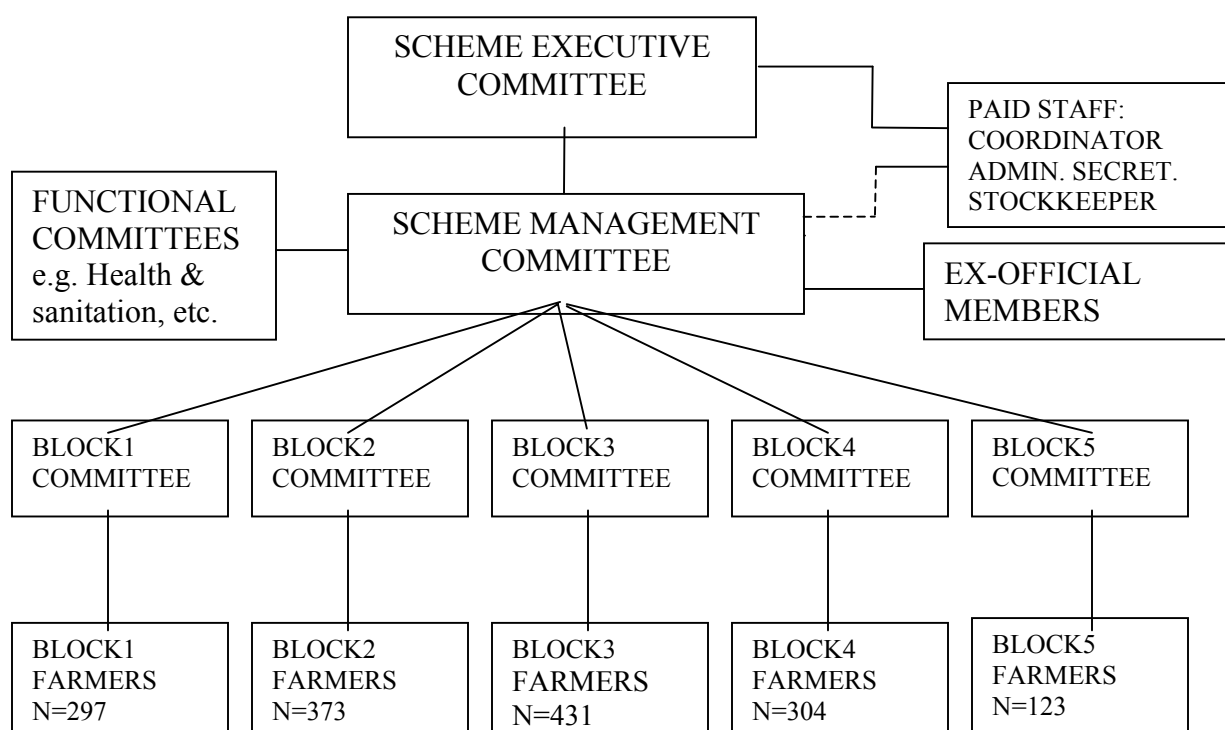 SCHEME EXECUTIVE
COMMITTEE
PAID STAFF:
COORDINATOR
ADMIN. SECRET.
STOCKKEEPER
FUNCTIONAL
COMMITTEES
e.g. Health &
sanitation, etc.
SCHEME MANAGEMENT
COMMITTEE
EX-OFFICIAL
MEMBERS
BLOCK1
COMMITTEE
BLOCK2
COMMITTEE
BLOCK3
COMMITTEE
BLOCK4
COMMITTEE
BLOCK5
COMMITTEE
BLOCK1
FARMERS
N=297
BLOCK2
FARMERS
N=373
BLOCK3
FARMERS
N=431
BLOCK4
FARMERS
N=304
BLOCK5
FARMERS
N=123